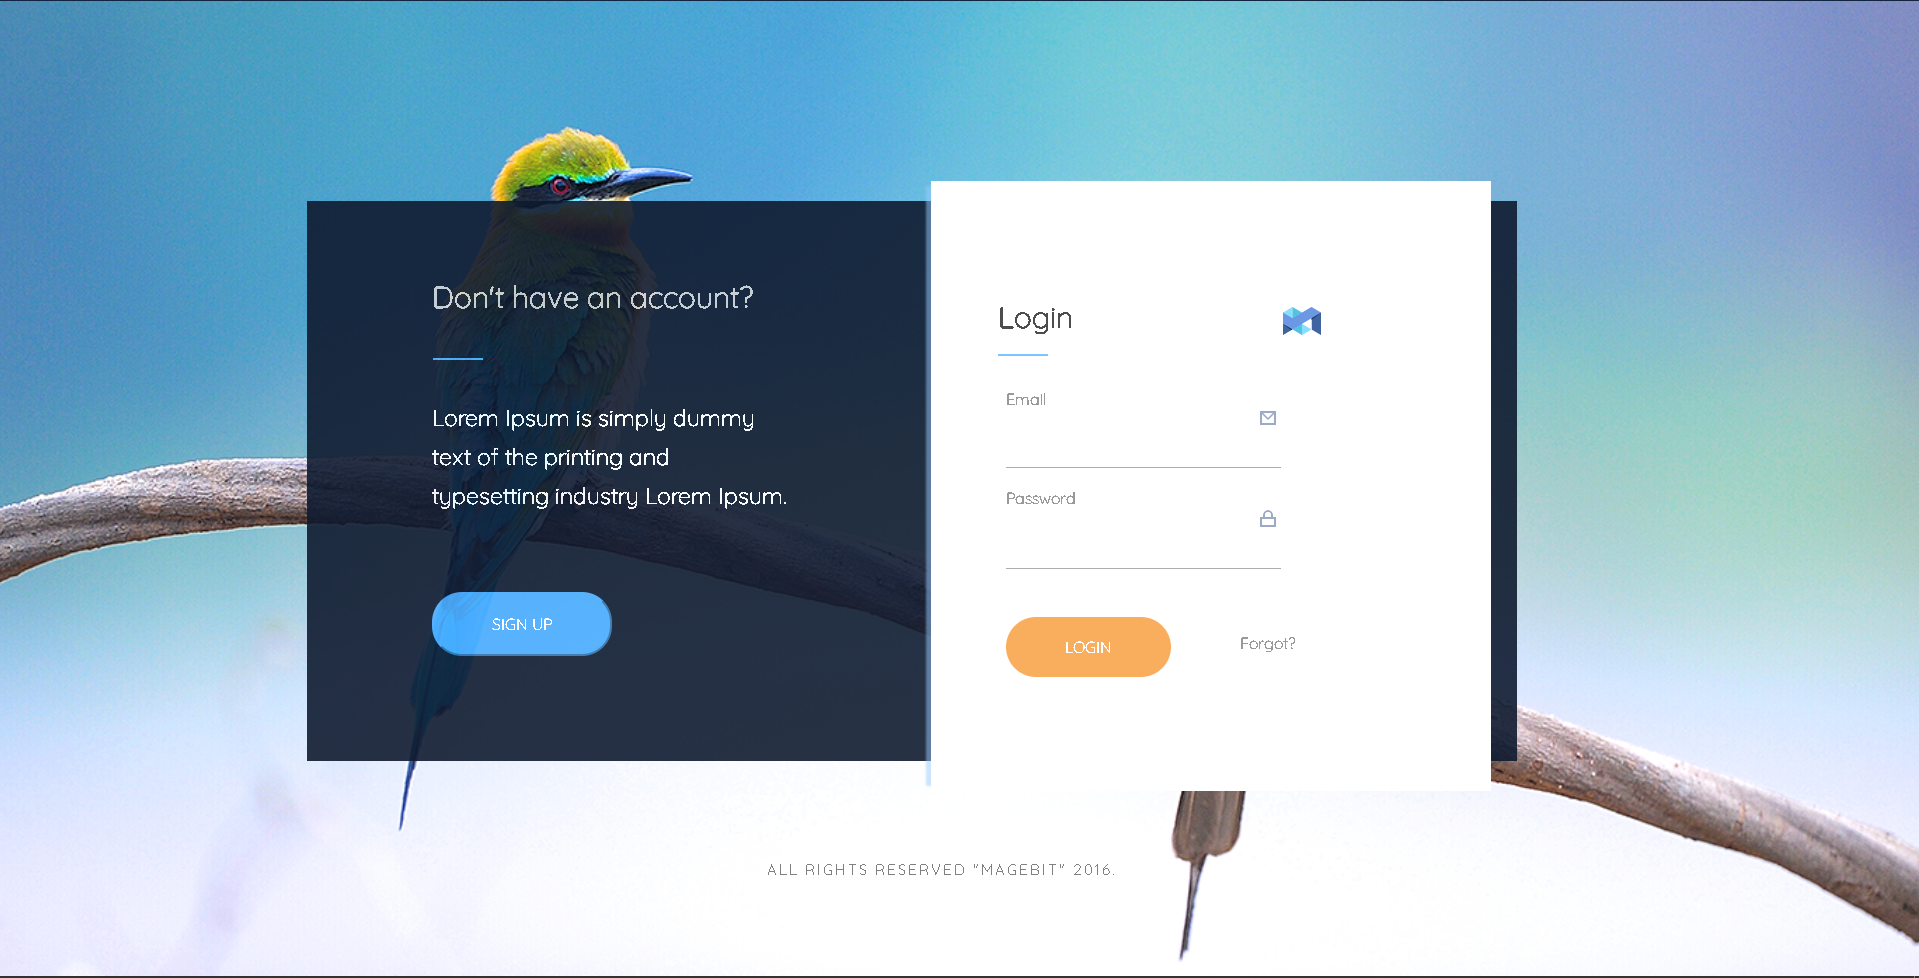 Don't have an account?
Lorem Ipsum is simply dummy
text of the printing and
typesetting industry Lorem Ipsum.
SIGN UP
Login
Email
Password
LOGIN
Forgot?
ALL RIGHTS RESERVED "MAGEBIT" 2016.